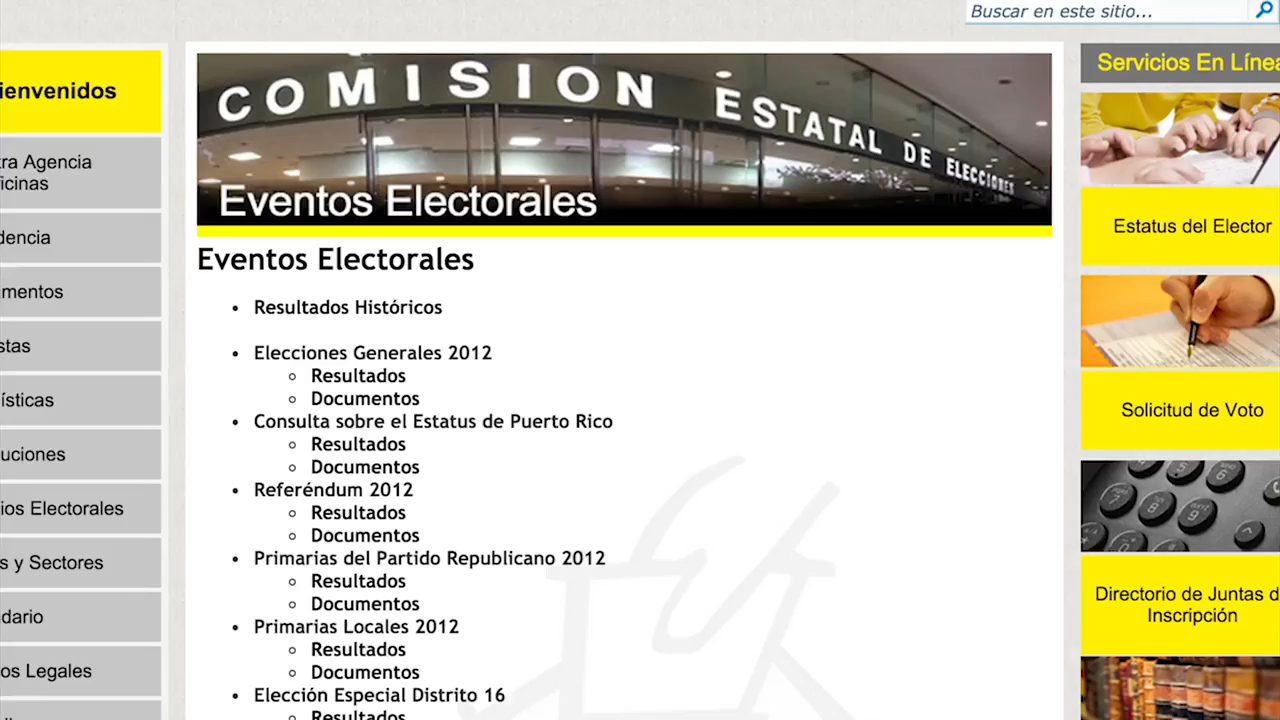 Buscar en este sitio...
ienvenidos
tra Agencia
ficinas
dencia
mentos
stas
ísticas
uciones
ios Electorales
s y Sectores
dario
os Legales
COMISION ESTATAL DE ELECCIONES
Eventos Electorales
Eventos Electorales
• Resultados Históricos
• Elecciones Generales 2012
◦ Resultados
◦ Documentos
• Consulta sobre el Estatus de Puerto Rico
◦ Resultados
◦ Documentos
• Referéndum 2012
◦ Resultados
◦ Documentos
• Primarias del Partido Republicano 2012
◦ Resultados
◦ Documentos
• Primarias Locales 2012
◦ Resultados
◦ Documentos
• Elección Especial Distrito 16
◦ Resultados
Servicios En Líne
Estatus del Elector
Solicitud de Voto
Directorio de Juntas d
Inscripción